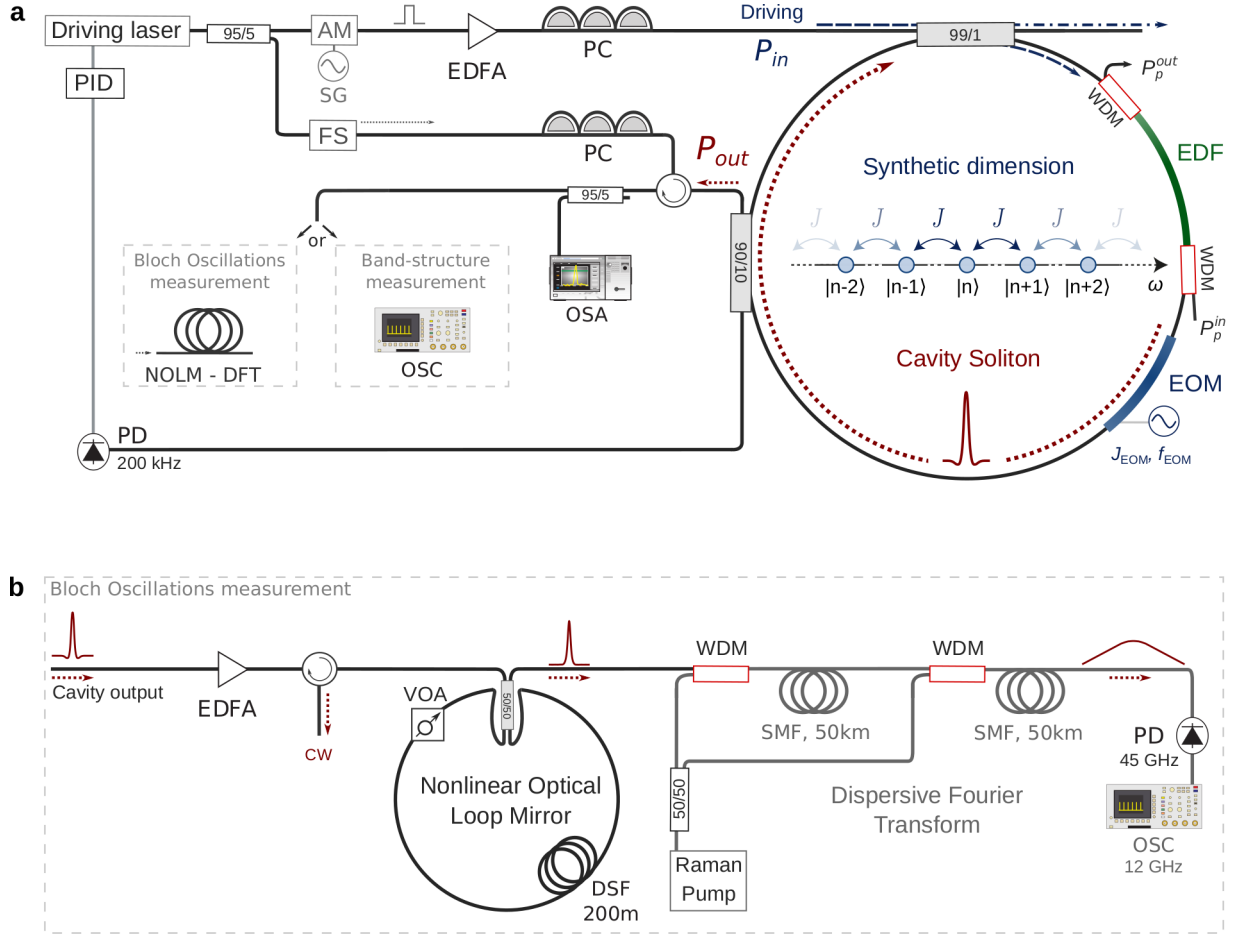 a
Driving laser
95/5
AM
SG
EDFA
PC
Driving
P_in
99/1
P_p^out
WDM
PID
FS
PC
P_out
EDF
Synthetic dimension
J J J J J J
95/5
90/10
or
Bloch Oscillations
measurement
Band-structure
measurement
WDM
|n-2⟩ |n-1⟩ |n⟩ |n+1⟩ |n+2⟩ ω
OSA
P_p^in
NOLM - DFT
OSC
Cavity Soliton
EOM
PD
200 kHz
J_EOM, f_EOM
b
Bloch Oscillations measurement
Cavity output
EDFA
CW
VOA
50/50
WDM
WDM
SMF, 50km
SMF, 50km
PD
45 GHz
Nonlinear Optical
Loop Mirror
50/50
Dispersive Fourier
Transform
OSC
12 GHz
Raman
Pump
DSF
200m